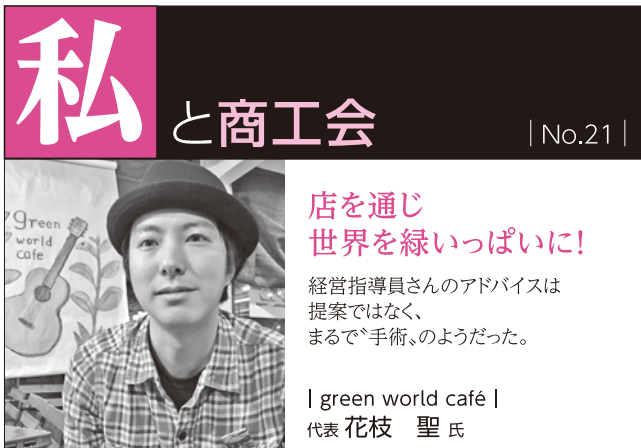 私と商工会
| No.21 |
green
world
cafe
店を通じ
世界を緑いっぱいに!
経営指導員さんのアドバイスは
提案ではなく、
まるで〝手術〟のようだった。
| green world café |
代表 花枝 聖 氏